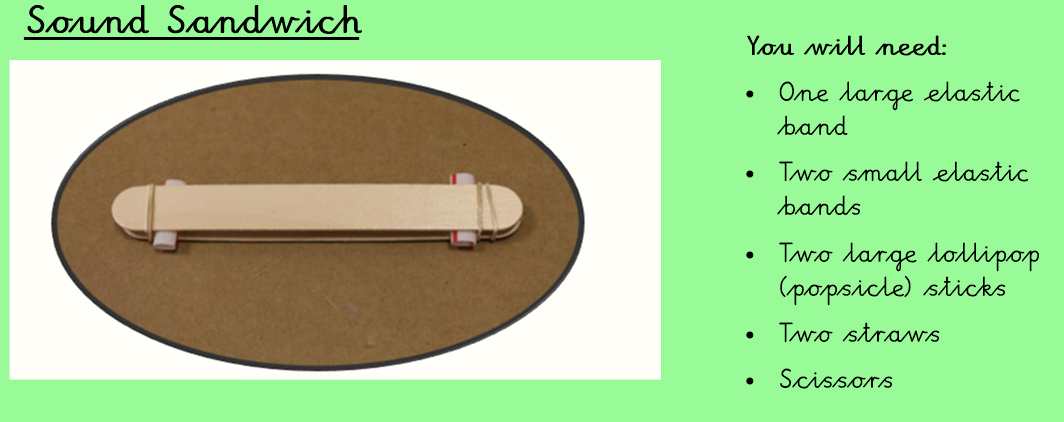 Sound Sandwich
You will need:
• One large elastic
band
• Two small elastic
bands
• Two large lollipop
(popsicle) sticks
• Two straws
• Scissors